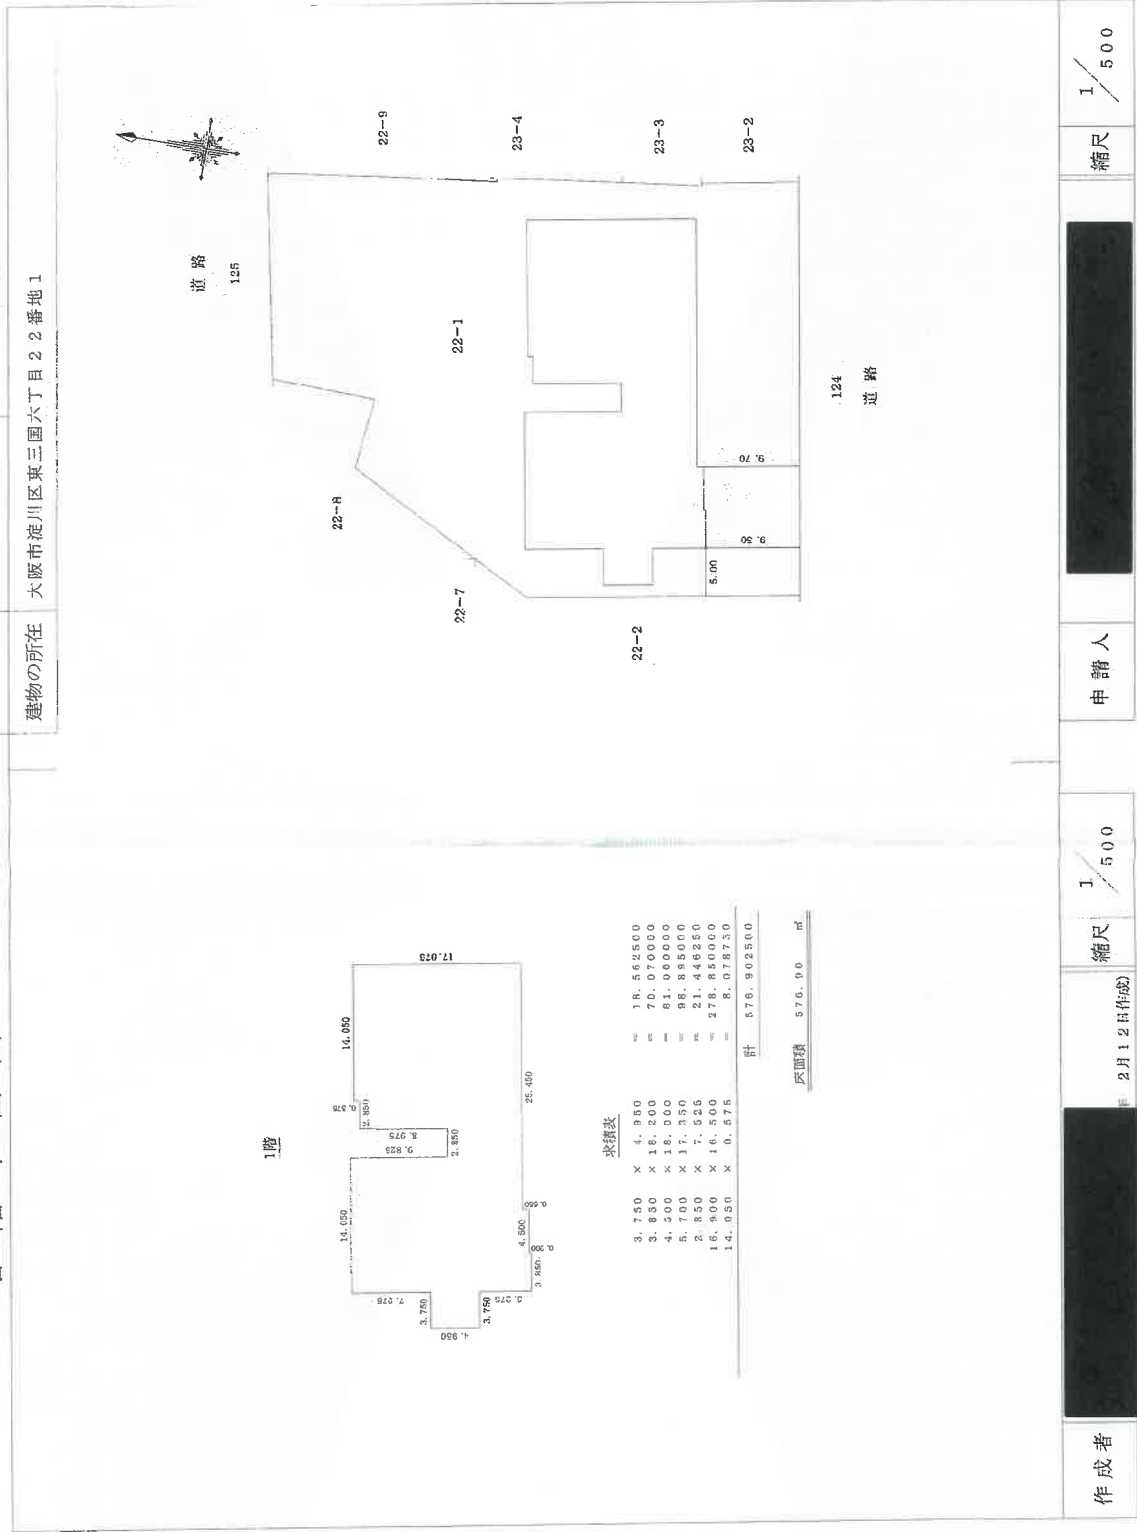 建物の所在 大阪市淀川区東三国六丁目22番地1
道路
125
22-9
23-4
23-3
23-2
22-1
22-8
22-7
22-2
9.70
9.50
5.00
124
道路
1階
14.050
14.050
0.575
2.850
8.975
9.825
2.850
17.075
25.450
0.650
4.500
0.200
3.850
5.275
3.750
4.950
3.750
7.975
求積表
3.750 × 4.950 = 18.562500
3.850 × 18.200 = 70.070000
4.500 × 18.000 = 81.000000
5.700 × 17.350 = 98.895000
2.850 × 7.525 = 21.446250
16.900 × 16.500 = 278.850000
14.050 × 0.575 = 8.078750
計 576.902500
床面積 576.90 ㎡
作成者
2月12日作成)
縮尺 1/500
申請人
縮尺 1/500